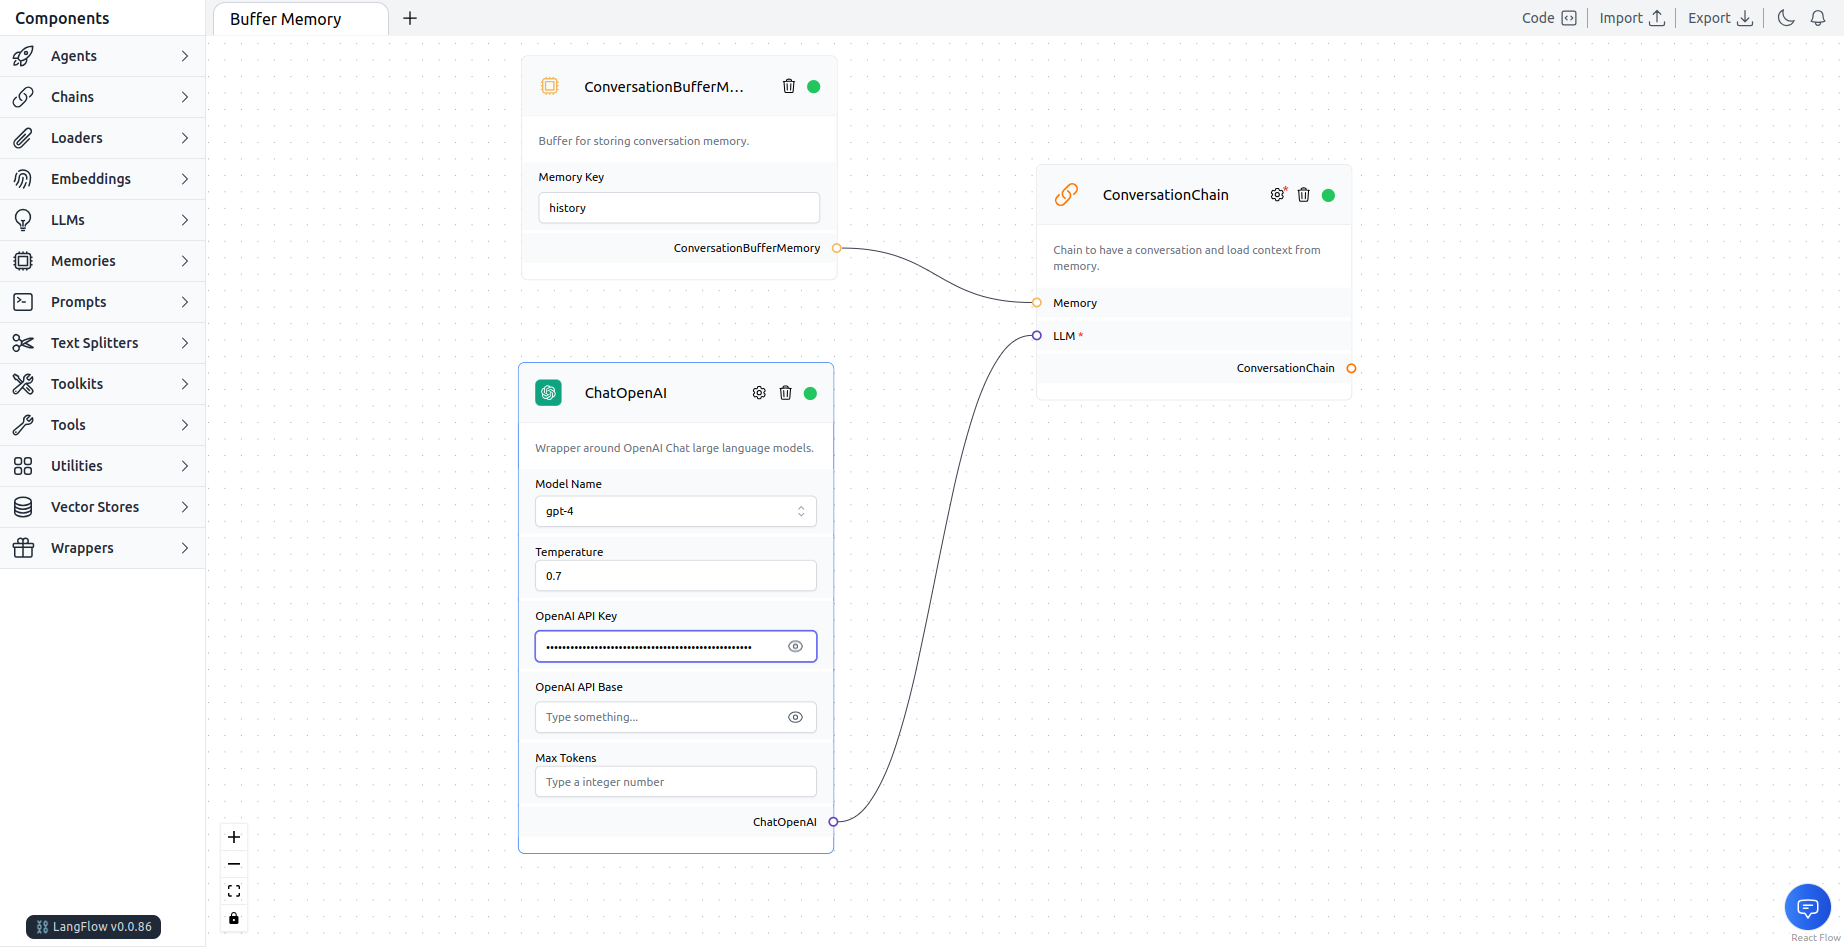 Components
Buffer Memory
Code
Import
Export
Agents
Chains
Loaders
Embeddings
LLMs
Memories
Prompts
Text Splitters
Toolkits
Tools
Utilities
Vector Stores
Wrappers
LangFlow v0.0.86
ConversationBufferM...
Buffer for storing conversation memory.
Memory Key
history
ConversationBufferMemory
ChatOpenAI
Wrapper around OpenAI Chat large language models.
Model Name
gpt-4
Temperature
0.7
OpenAI API Key
OpenAI API Base
Type something...
Max Tokens
Type a integer number
ChatOpenAI
ConversationChain
Chain to have a conversation and load context from
memory.
Memory
LLM *
ConversationChain
React Flow